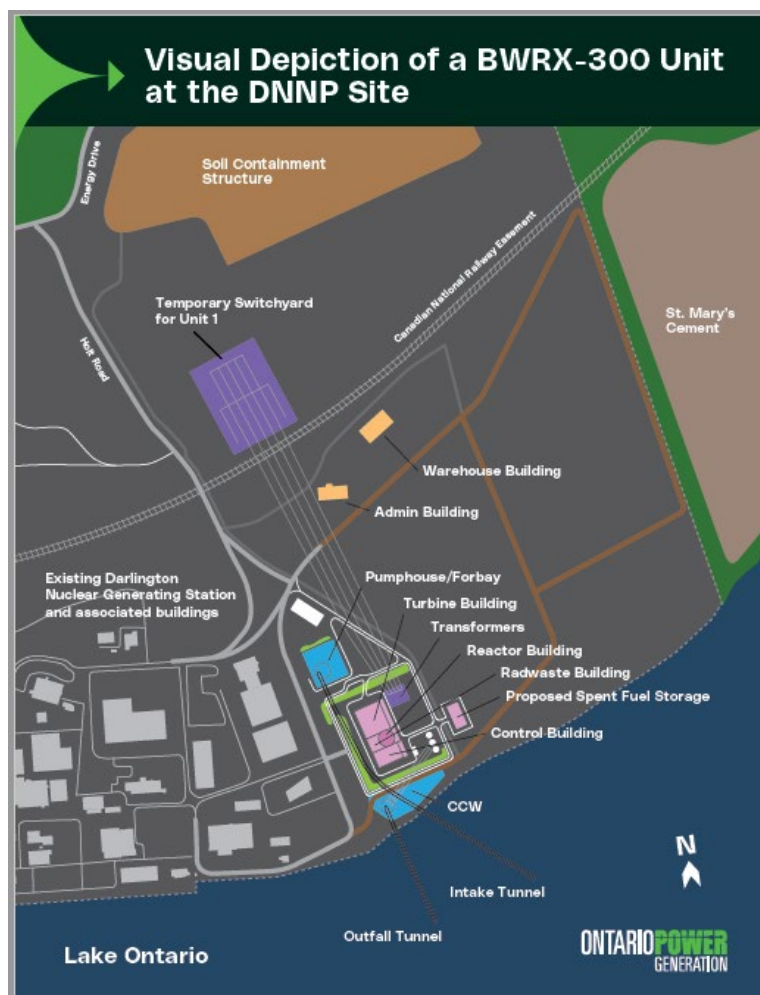 Visual Depiction of a BWRX-300 Unit
at the DNNP Site
Energy Drive
Soil Containment
Structure
Canadian National Railway Easement
Temporary Switchyard
for Unit 1
St. Mary's
Cement
Holt Road
Warehouse Building
Admin Building
Existing Darlington
Nuclear Generating Station
and associated buildings
Pumphouse/Forbay
Turbine Building
Transformers
Reactor Building
Radwaste Building
Proposed Spent Fuel Storage
Control Building
CCW
N
Intake Tunnel
Outfall Tunnel
Lake Ontario
ONTARIOPOWER
GENERATION